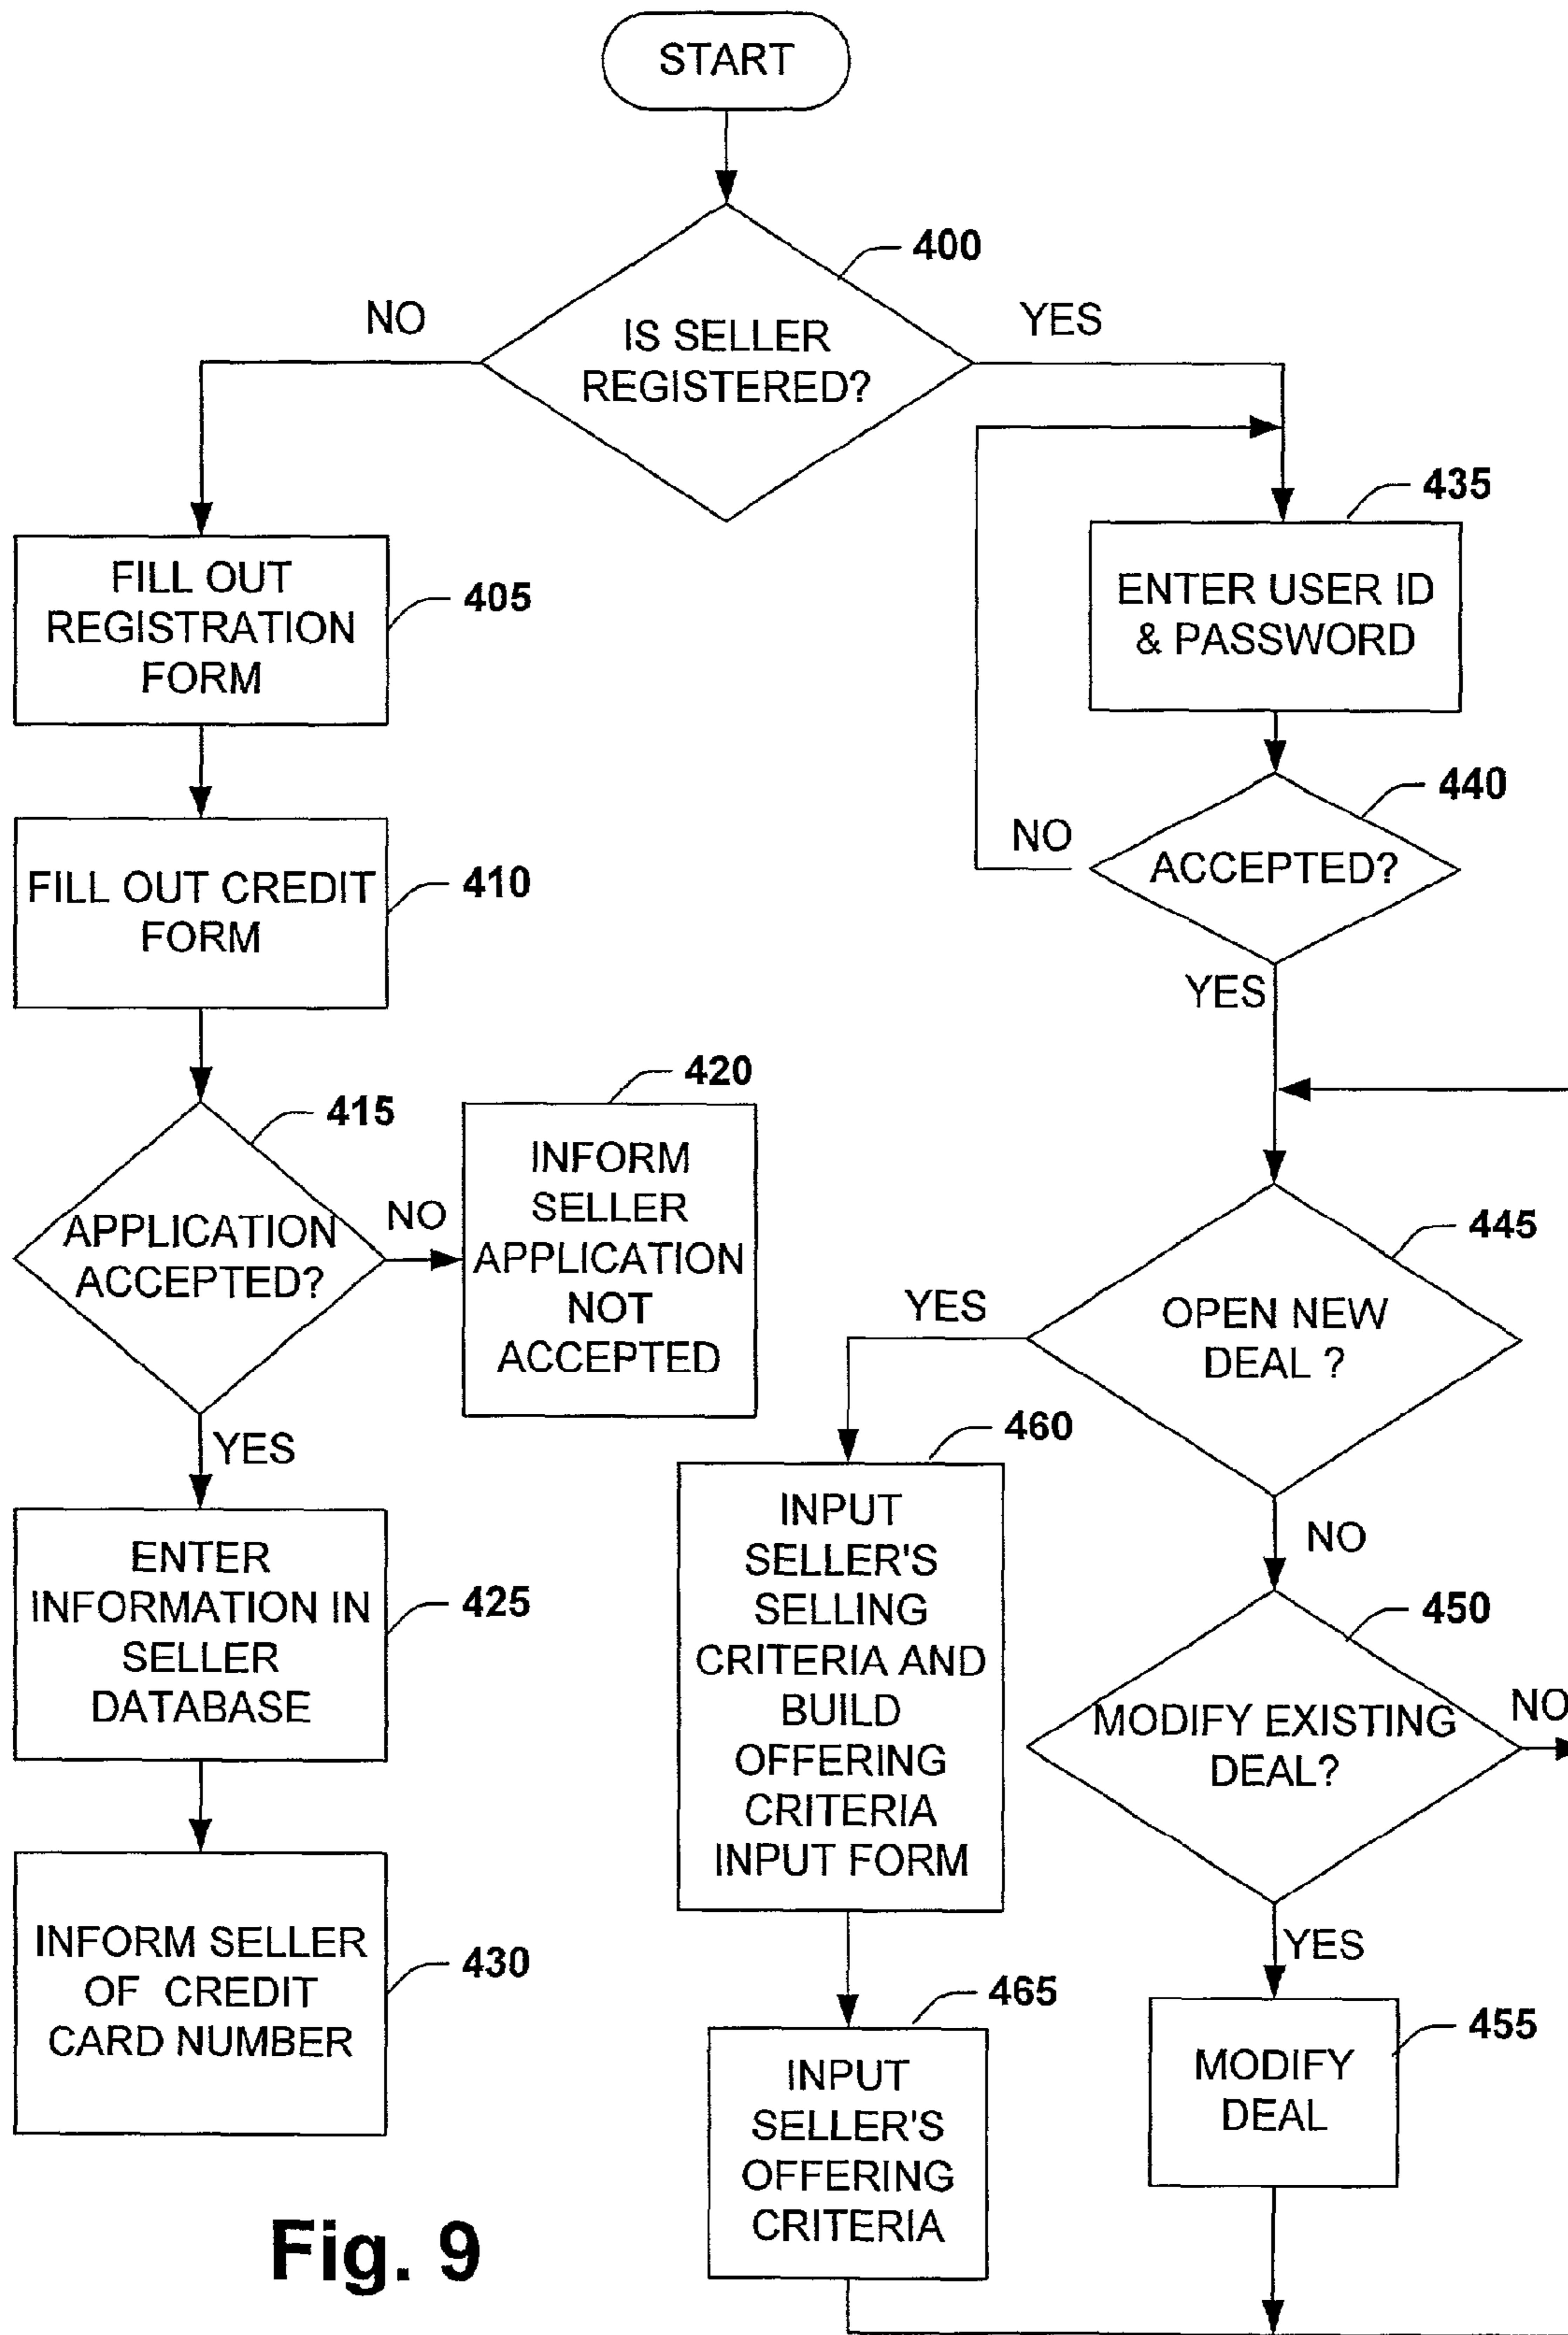 START
400
NO
YES
IS SELLER
REGISTERED?
FILL OUT
REGISTRATION
FORM
405
435
ENTER USER ID
& PASSWORD
FILL OUT CREDIT
FORM
410
440
NO
ACCEPTED?
YES
415
APPLICATION
ACCEPTED?
NO
420
INFORM
SELLER
APPLICATION
NOT
ACCEPTED
YES
445
OPEN NEW
DEAL ?
YES
NO
ENTER
INFORMATION IN
SELLER
DATABASE
425
460
INPUT
SELLER'S
SELLING
CRITERIA AND
BUILD
OFFERING
CRITERIA
INPUT FORM
450
MODIFY EXISTING
DEAL?
NO
YES
INFORM SELLER
OF CREDIT
CARD NUMBER
430
465
INPUT
SELLER'S
OFFERING
CRITERIA
455
MODIFY
DEAL
Fig. 9